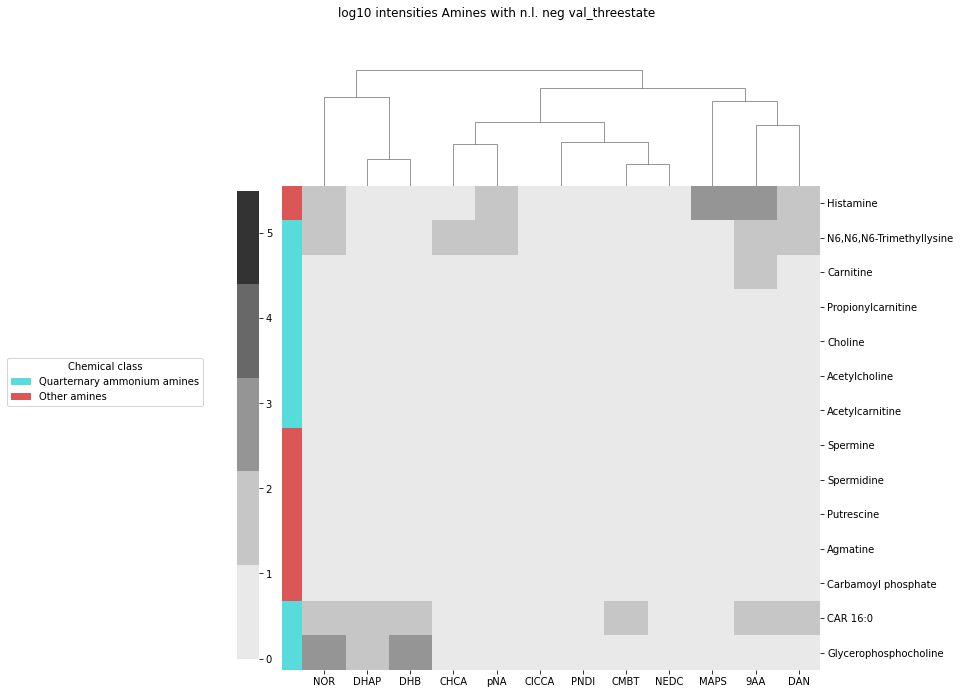 log10 intensities Amines with n.l. neg val_threestate
Histamine
N6,N6,N6-Trimethyllysine
Carnitine
Propionylcarnitine
Choline
Acetylcholine
Acetylcarnitine
Spermine
Spermidine
Putrescine
Agmatine
Carbamoyl phosphate
CAR 16:0
Glycerophosphocholine
5
4
3
2
1
0
Chemical class
Quarternary ammonium amines
Other amines
NOR DHAP DHB CHCA pNA ClCCA PNDI CMBT NEDC MAPS 9AA DAN